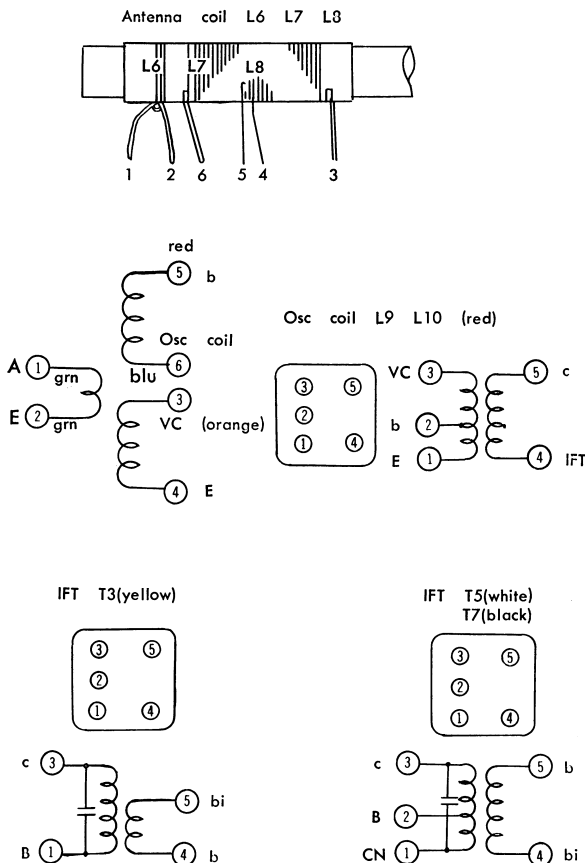 Antenna coil L6 L7 L8
L6 L7 L8
1 2 6 5 4 3
red
5 b
Osc coil
6
blu
A 1 grn
E 2 grn
3
VC (orange)
4 E
Osc coil L9 L10 (red)
3 5
2
1 4
VC 3 5 c
b 2
E 1 4 IFT
IFT T3(yellow)
3 5
2
1 4
c 3
5 bi
B 1 4 b
IFT T5(white)
T7(black)
3 5
2
1 4
c 3 5 b
B 2
CN 1 4 bi